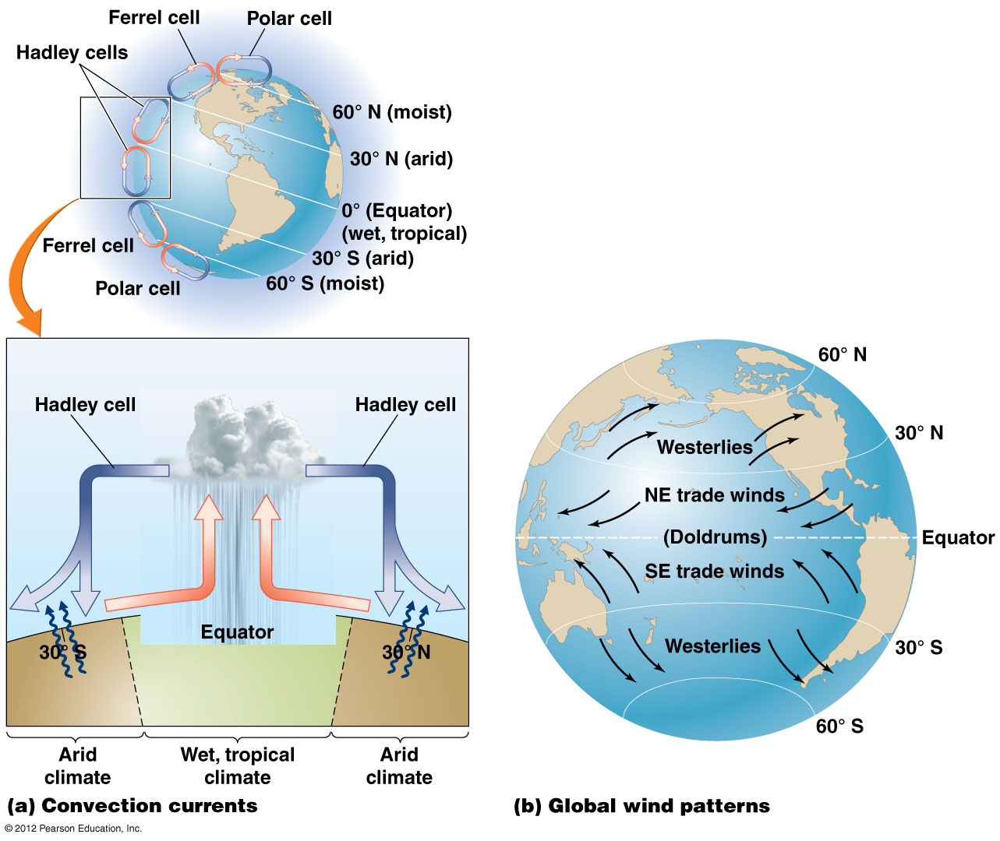 Ferrel cell
Polar cell
Hadley cells
60° N (moist)
30° N (arid)
0° (Equator)
(wet, tropical)
Ferrel cell
30° S (arid)
60° S (moist)
Polar cell
Hadley cell
Hadley cell
Equator
30° S
30° N
Arid
climate
Wet, tropical
climate
Arid
climate
(a) Convection currents
© 2012 Pearson Education, Inc.
60° N
30° N
Westerlies
NE trade winds
(Doldrums)
Equator
SE trade winds
Westerlies
30° S
60° S
(b) Global wind patterns